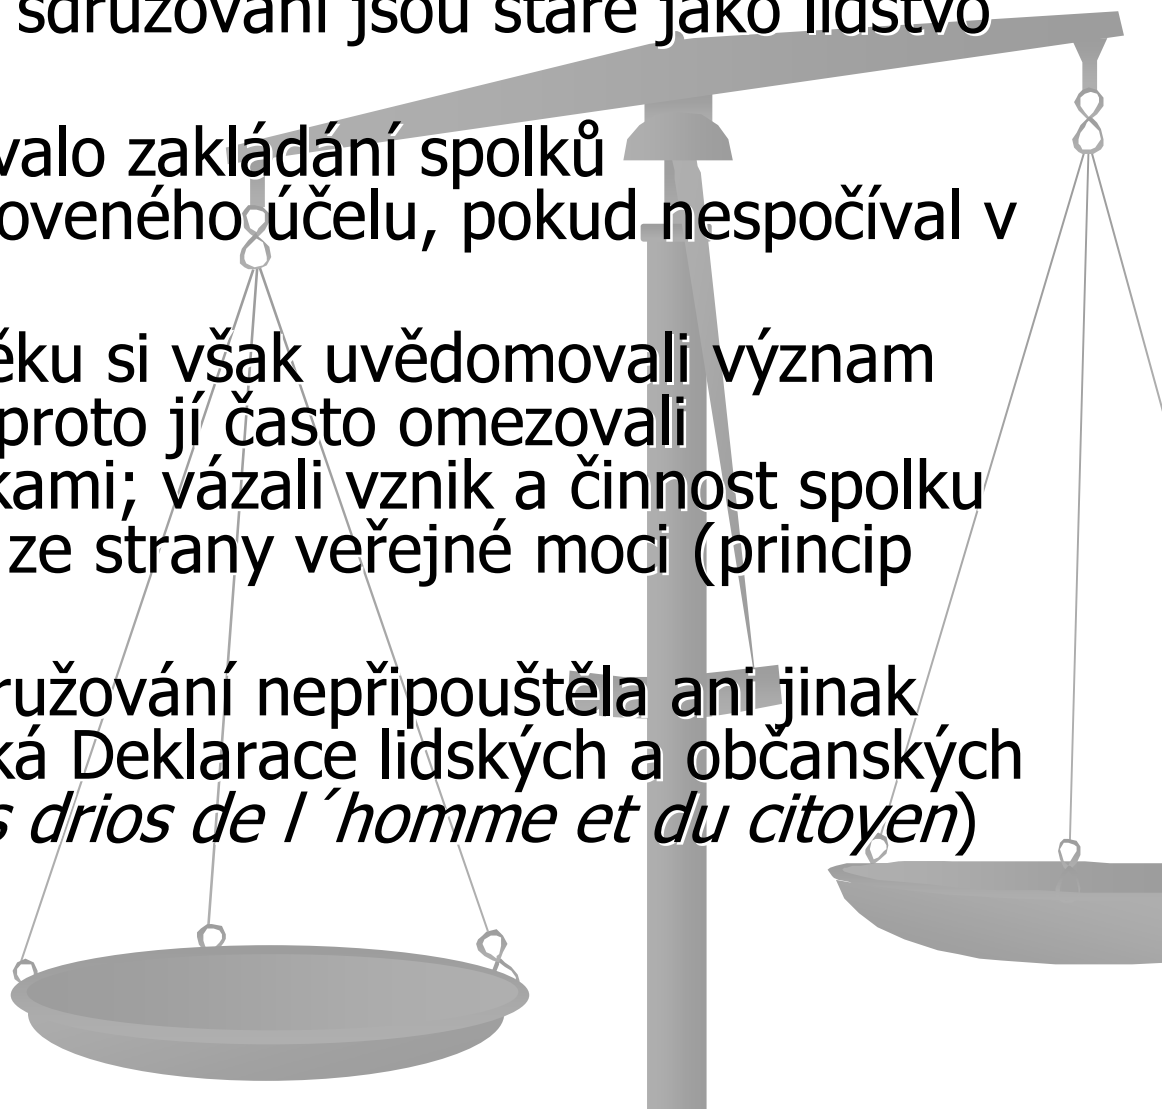 sdružování jsou staré jako lidstvo
valo zakládání spolků
oveného účelu, pokud nespočíval v
ěku si však uvědomovali význam
proto jí často omezovali
kami; vázali vznik a činnost spolku
ze strany veřejné moci (princip
ružování nepřipouštěla ani jinak
ká Deklarace lidských a občanských
s drios de l ´homme et du citoyen)